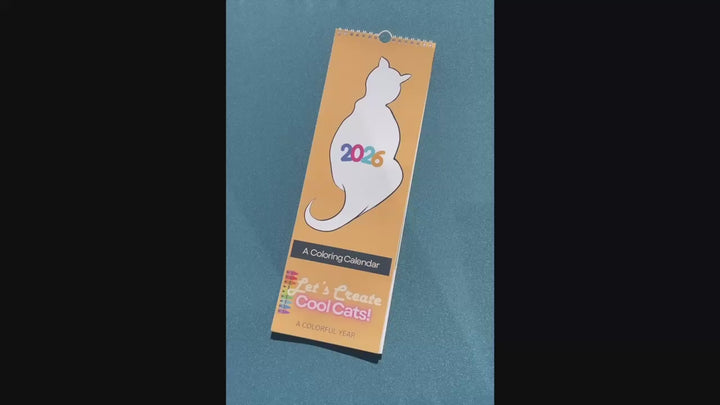 2026
A Coloring Calendar
Let's Create
Cool Cats!
A COLORFUL YEAR